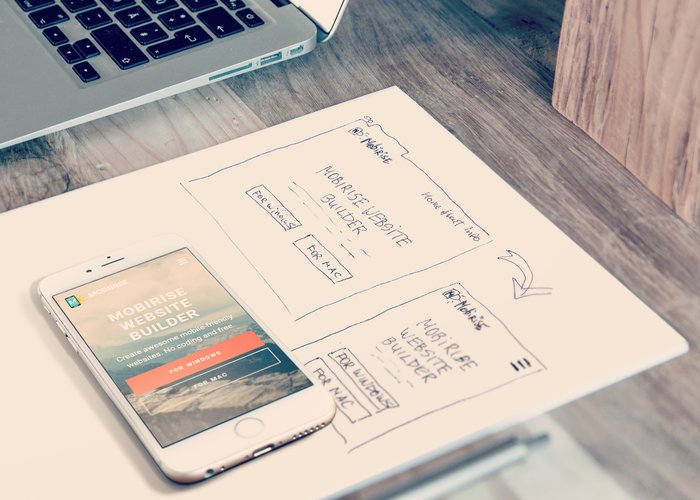 Mobirise
Home About Info
MOBIRISE WEBSITE
BUILDER
FOR WINDOWS
FOR MAC
Mobirise
MOBIRISE
WEBSITE
BUILDER
FOR WINDOWS
FOR MAC
MOBIRISE
MOBIRISE
WEBSITE
BUILDER
Create awesome mobile-friendly
websites. No coding and free
FOR WINDOWS
FOR MAC